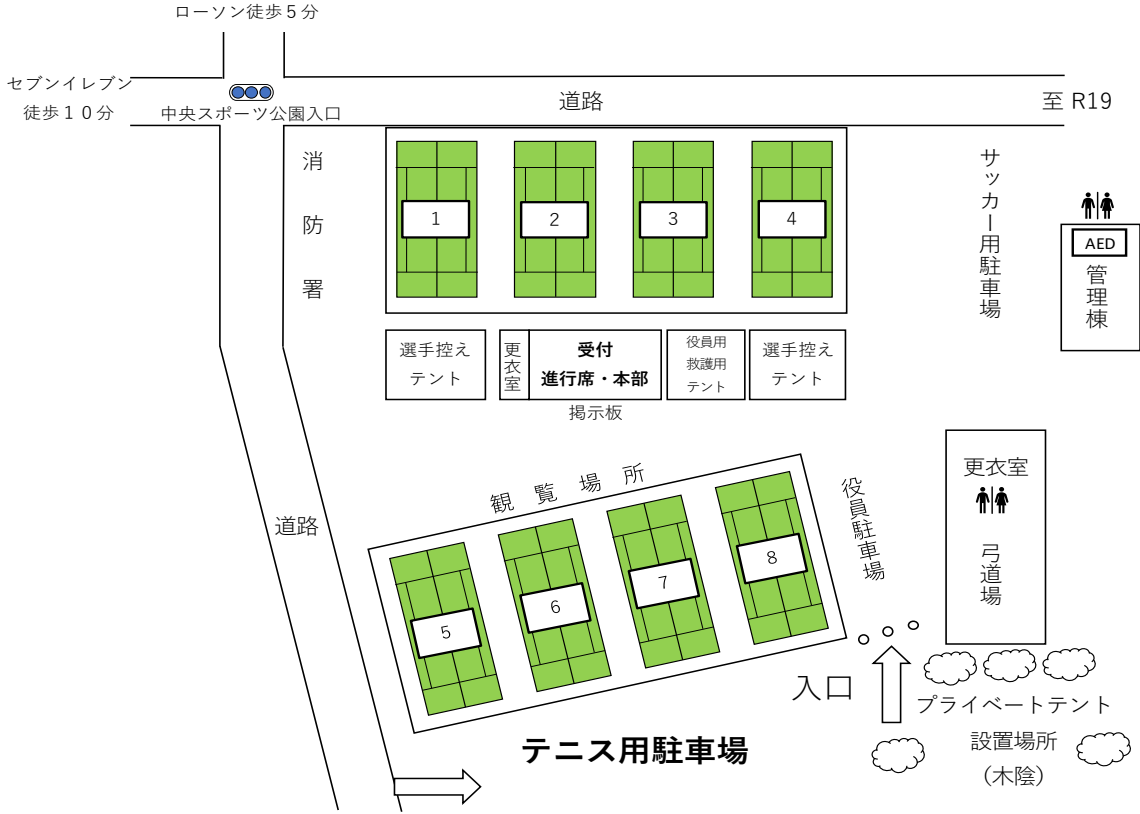 ローソン徒歩５分
セブンイレブン
徒歩１０分
中央スポーツ公園入口
道路
至 R19
消防署
1
2
3
4
サッカー用駐車場
AED
管理棟
選手控え
テント
更衣室
受付
進行席・本部
役員用
救護用
テント
選手控え
テント
掲示板
観覧場所
役員駐車場
更衣室
弓道場
道路
5
6
7
8
入口
プライベートテント
設置場所
（木陰）
テニス用駐車場